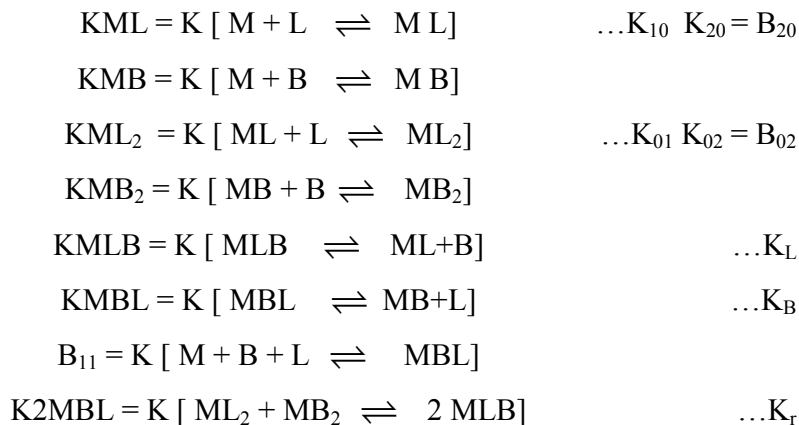 KML = K [ M + L ⇌ M L] …K₁₀ K₂₀ = B₂₀
KMB = K [ M + B ⇌ M B]
KML₂ = K [ ML + L ⇌ ML₂] …K₀₁ K₀₂ = B₀₂
KMB₂ = K [ MB + B ⇌ MB₂]
KMLB = K [ MLB ⇌ ML+B] …K_L
KMBL = K [ MBL ⇌ MB+L] …K_B
B₁₁ = K [ M + B + L ⇌ MBL]
K2MBL = K [ ML₂ + MB₂ ⇌ 2 MLB] …K_r